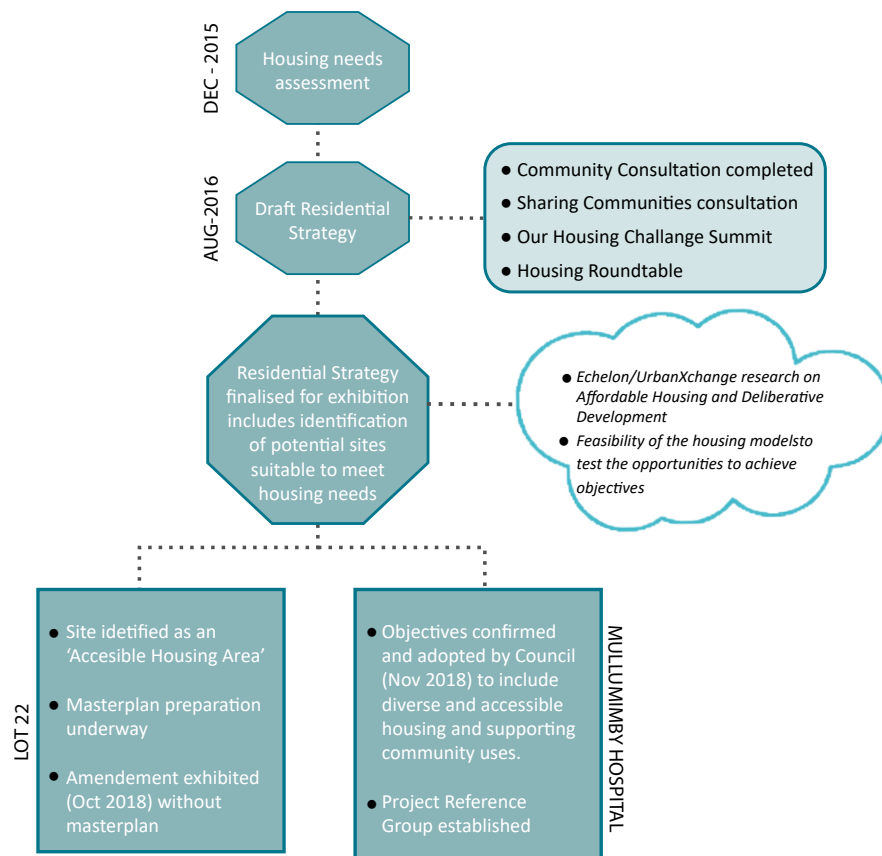 DEC - 2015
Housing needs
assessment
AUG-2016
Draft Residential
Strategy
● Community Consultation completed
● Sharing Communities consultation
● Our Housing Challange Summit
● Housing Roundtable
Residential Strategy
finalised for exhibition
includes identification
of potential sites
suitable to meet
housing needs
● Echelon/UrbanXchange research on
Affordable Housing and Deliberative
Development
● Feasibility of the housing modelsto
test the opportunities to achieve
objectives
LOT 22
● Site idetified as an
‘Accesible Housing Area’
● Masterplan preparation
underway
● Amendement exhibited
(Oct 2018) without
masterplan
● Objectives confirmed
and adopted by Council
(Nov 2018) to include
diverse and accessible
housing and supporting
community uses.
● Project Reference
Group established
MULLUMIMBY HOSPITAL